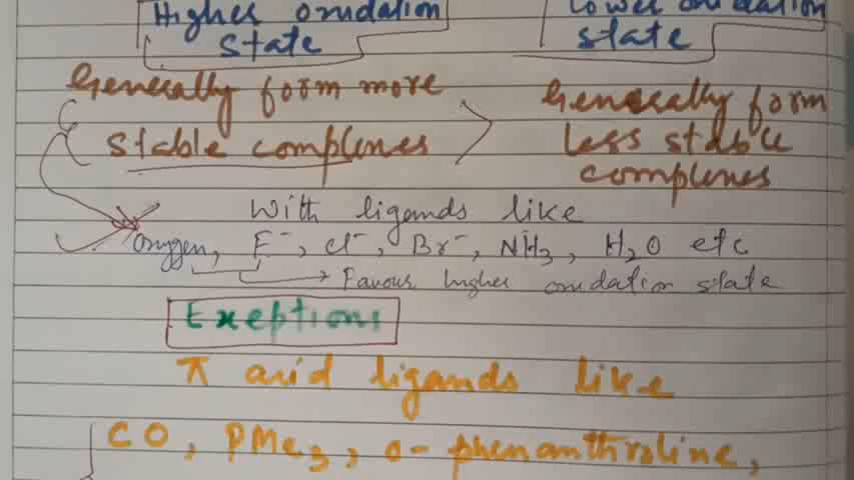 Higher oxidation
state
Lower oxidation
state
Generally form more
stable complexes
>
Generally form
less stable
complexes
With ligands like
oxygen, F⁻, Cl⁻, Br⁻, NH₃, H₂O etc
→ Favour higher oxidation state
Exeptions
π acid ligands like
CO, PMe₃, o-phenanthroline,